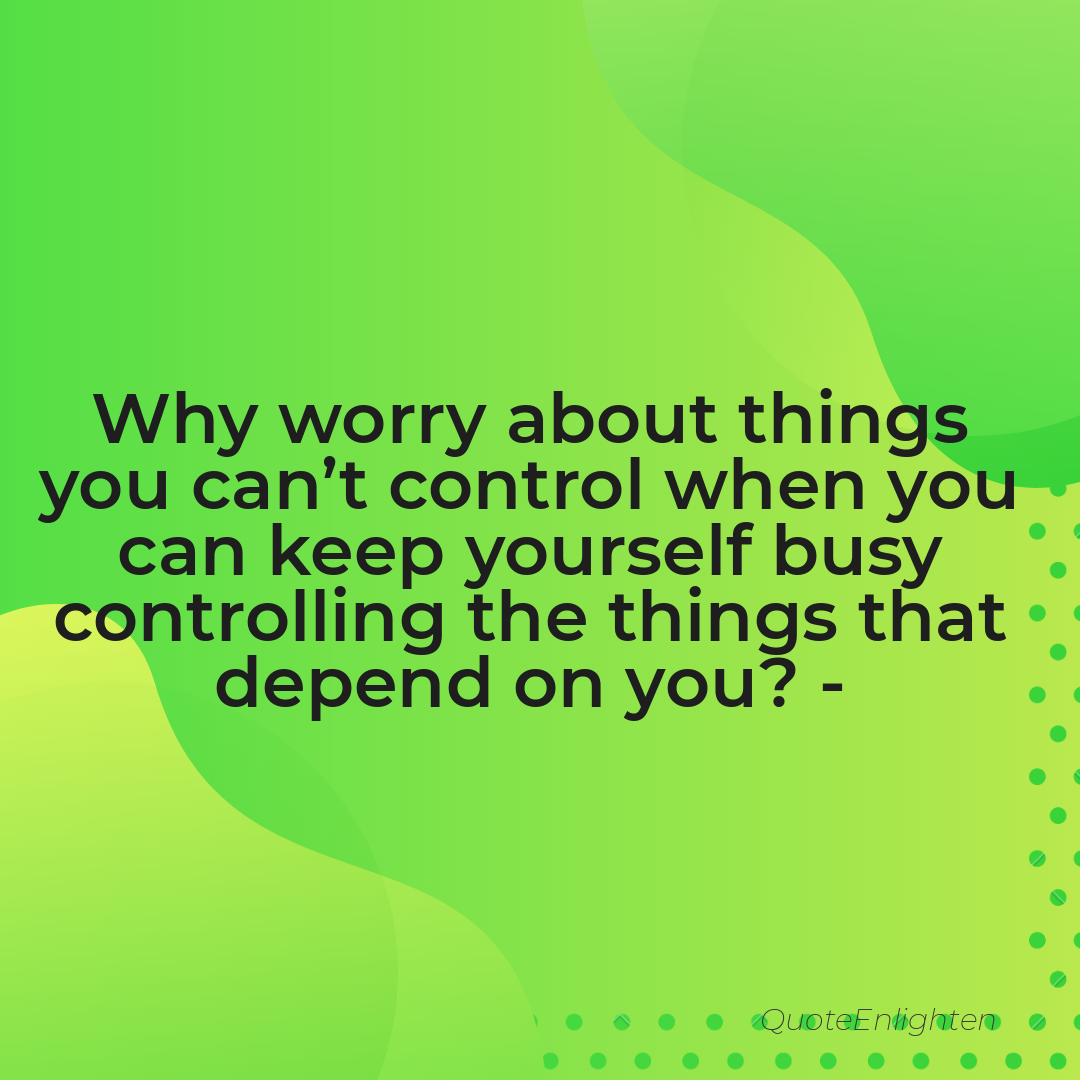 Why worry about things
you can’t control when you
can keep yourself busy
controlling the things that
depend on you? -
QuoteEnlighten